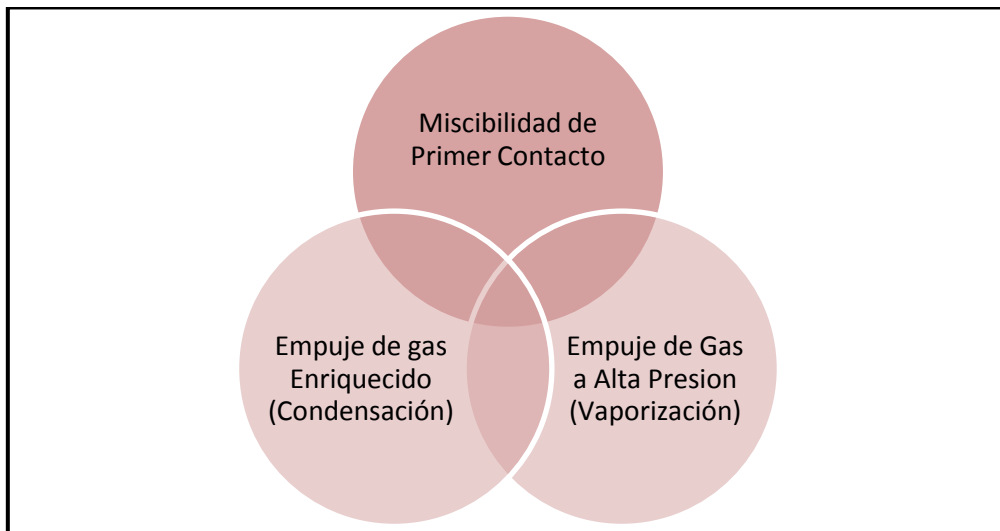 Miscibilidad de
Primer Contacto
Empuje de gas
Enriquecido
(Condensación)
Empuje de Gas
a Alta Presion
(Vaporización)